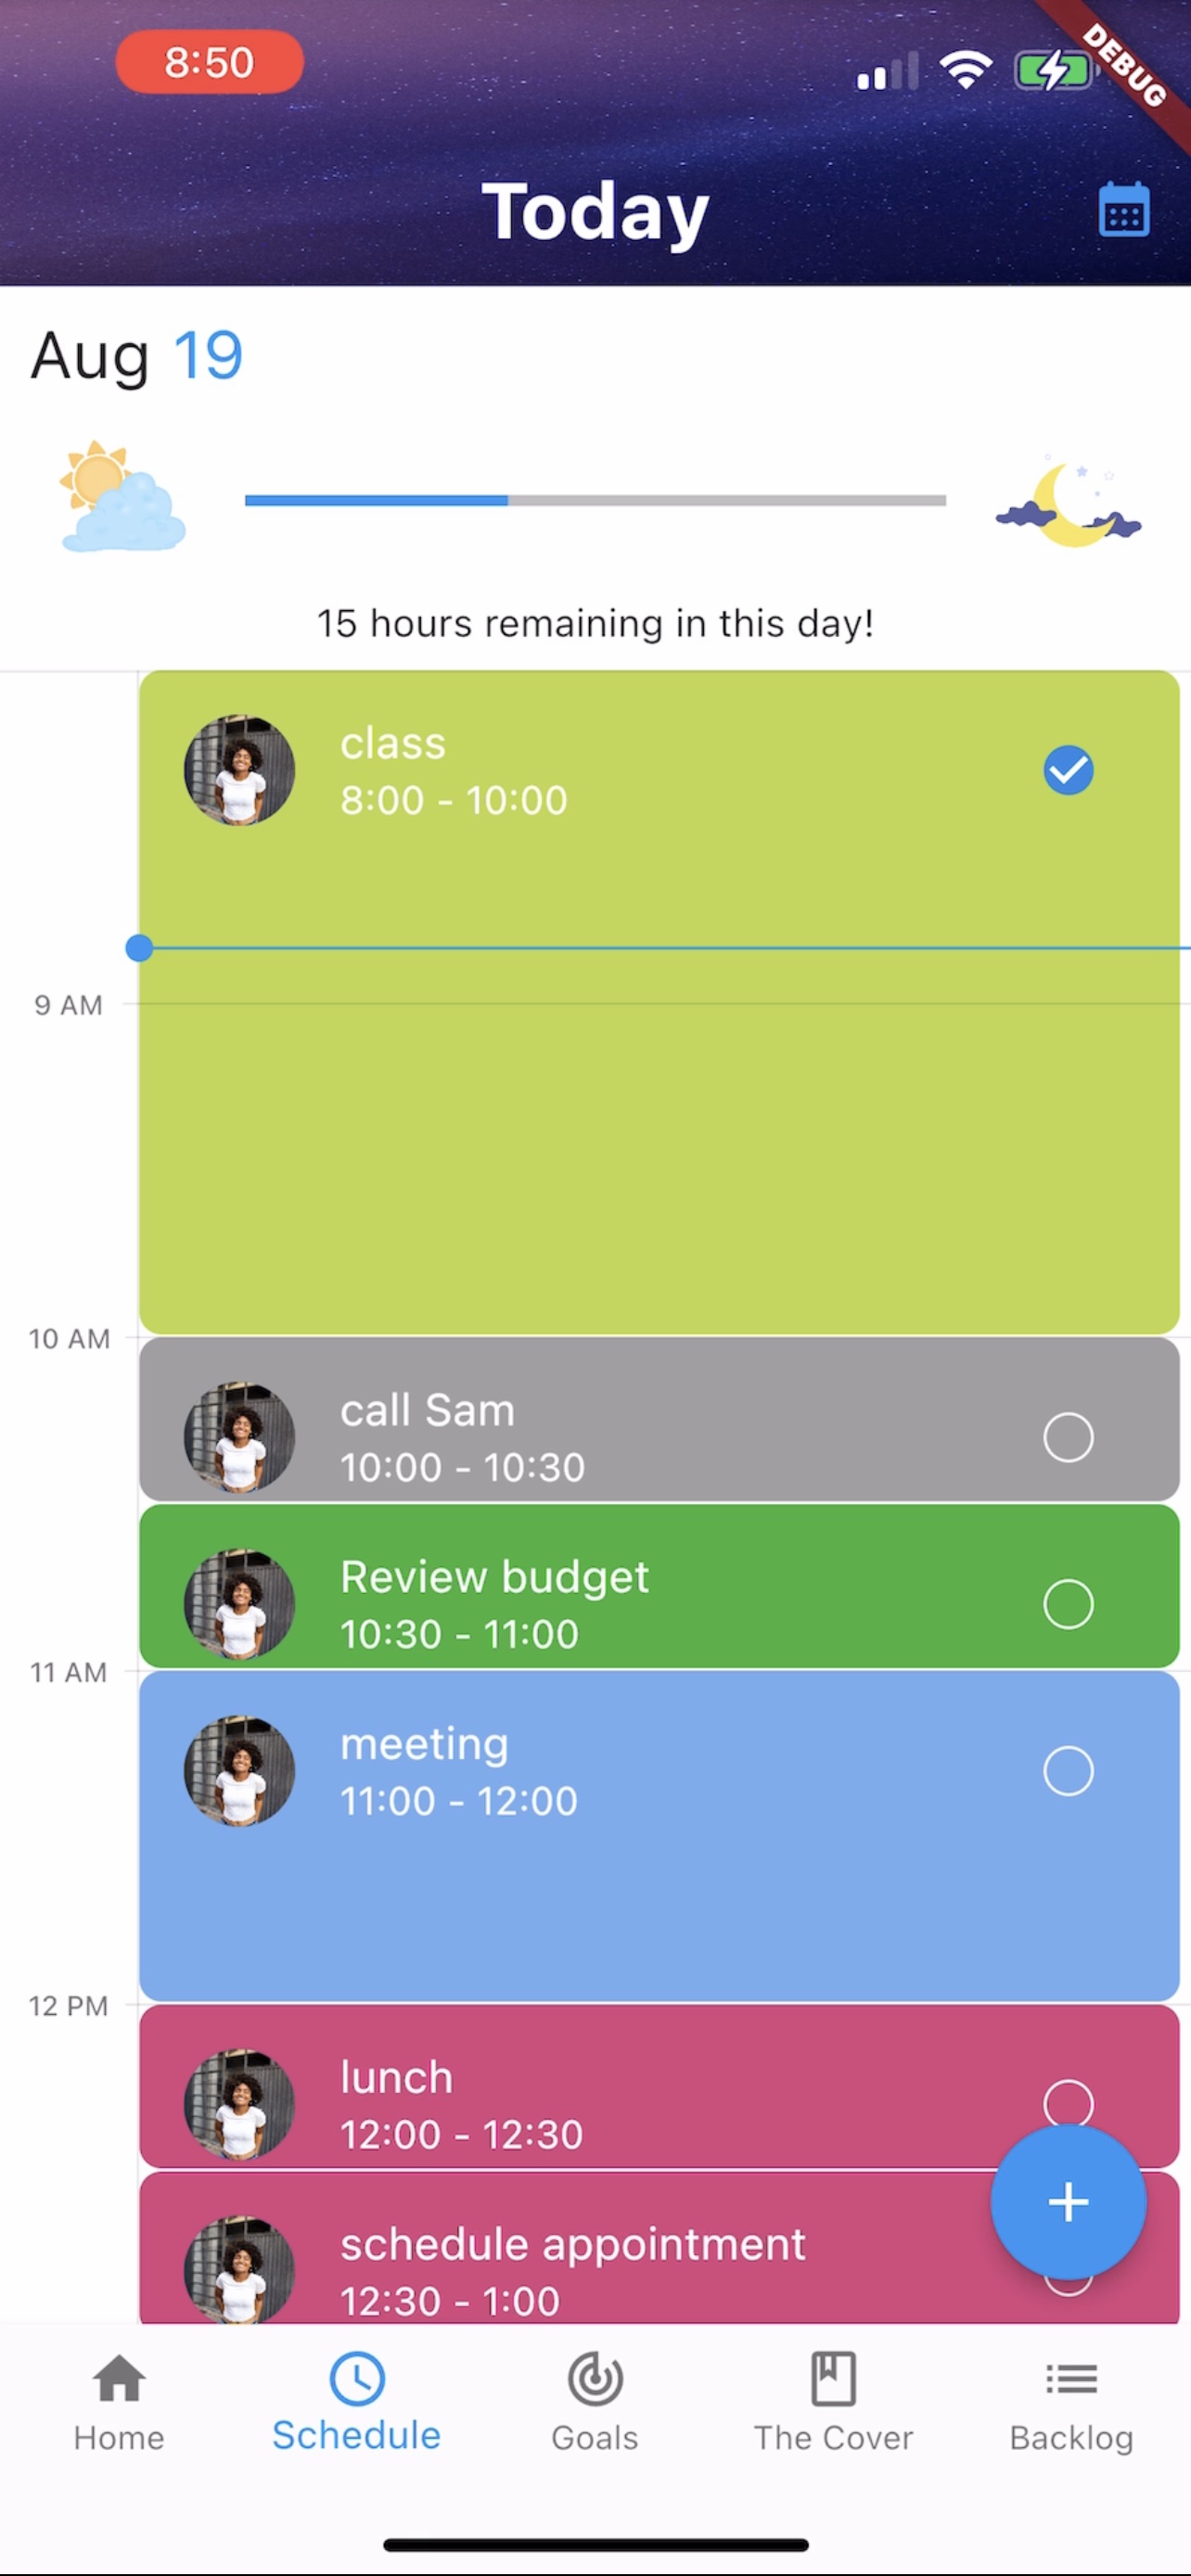 8:50
DEBUG
Today
Aug 19
15 hours remaining in this day!
class
8:00 - 10:00
9 AM
10 AM
call Sam
10:00 - 10:30
Review budget
10:30 - 11:00
11 AM
meeting
11:00 - 12:00
12 PM
lunch
12:00 - 12:30
schedule appointment
12:30 - 1:00
+
Home
Schedule
Goals
The Cover
Backlog